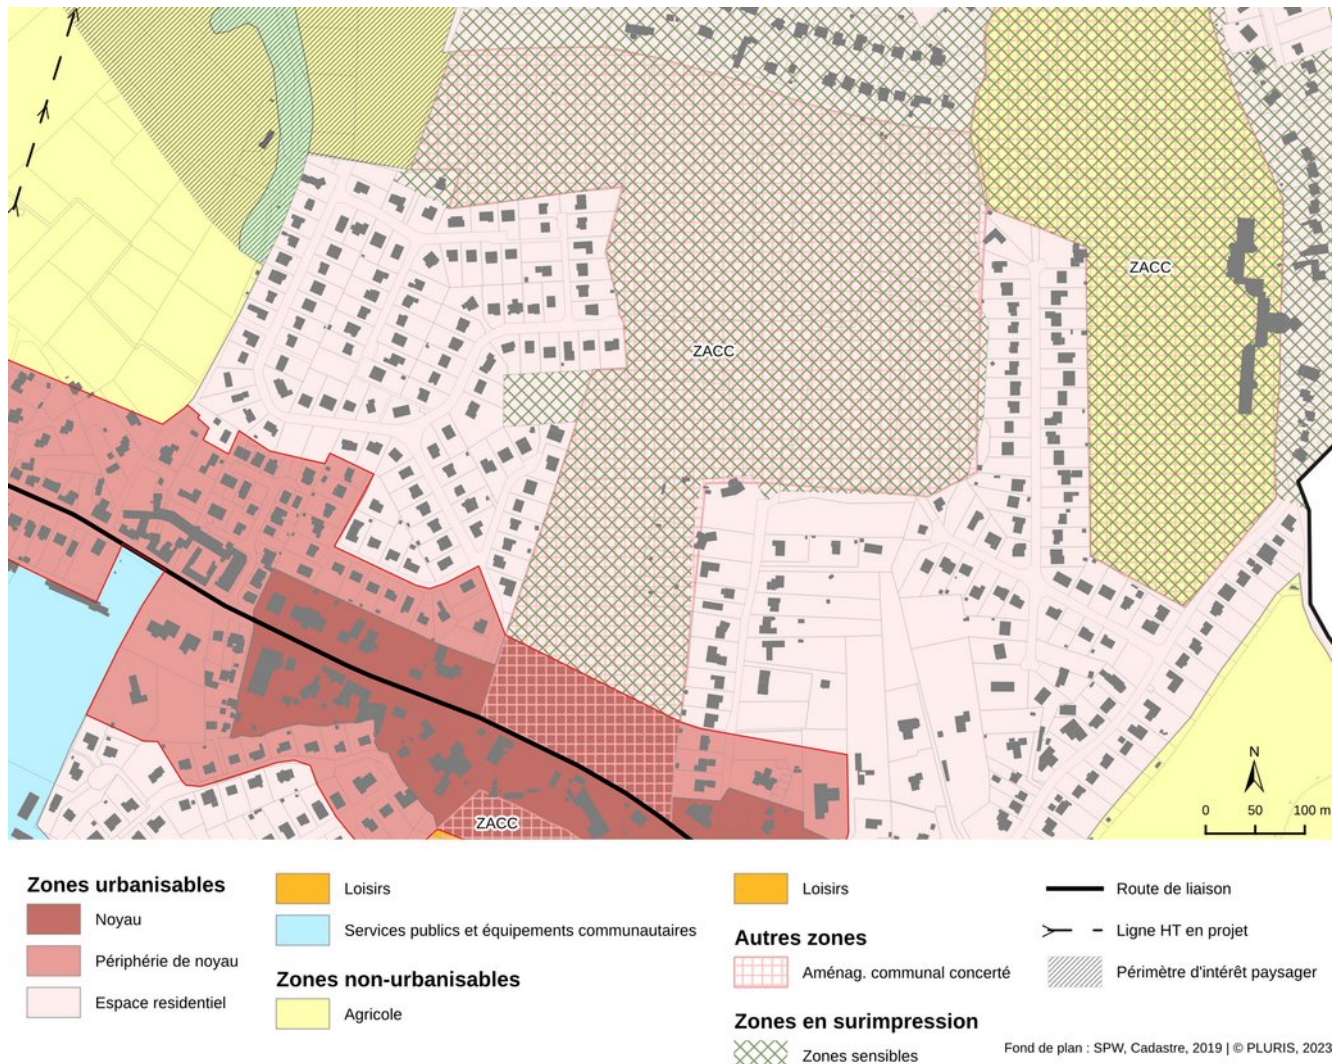 ZACC
ZACC
ZACC
N
0 50 100 m
Zones urbanisables
Noyau
Périphérie de noyau
Espace residentiel
Loisirs
Services publics et équipements communautaires
Zones non-urbanisables
Agricole
Loisirs
Autres zones
Aménag. communal concerté
Zones en surimpression
Zones sensibles
Route de liaison
Ligne HT en projet
Périmètre d'intérêt paysager
Fond de plan : SPW, Cadastre, 2019 | © PLURIS, 2023